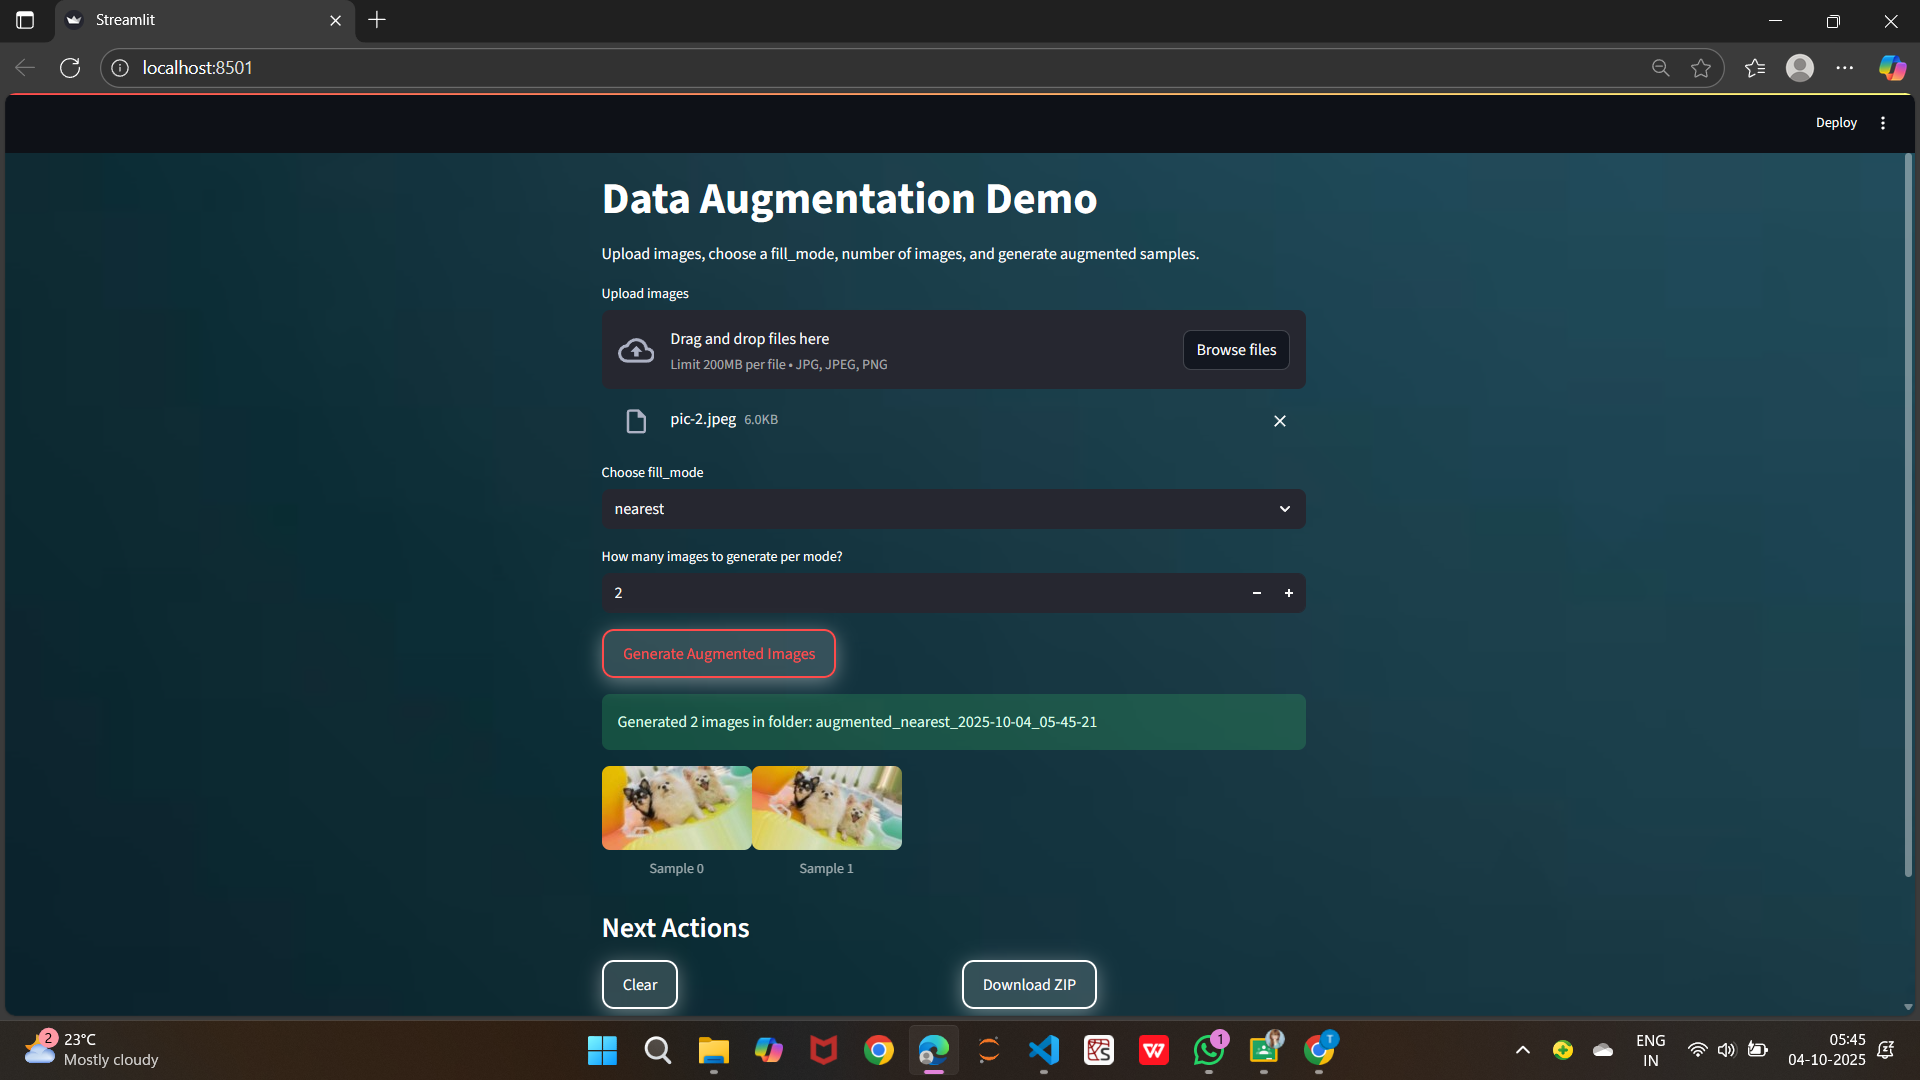 Streamlit
localhost:8501
Deploy
Data Augmentation Demo
Upload images, choose a fill_mode, number of images, and generate augmented samples.
Upload images
Drag and drop files here
Limit 200MB per file • JPG, JPEG, PNG
Browse files
pic-2.jpeg 6.0KB
Choose fill_mode
nearest
How many images to generate per mode?
2
Generate Augmented Images
Generated 2 images in folder: augmented_nearest_2025-10-04_05-45-21
Sample 0
Sample 1
Next Actions
Clear
Download ZIP
2
23°C
Mostly cloudy
1
T
ENG
IN
05:45
04-10-2025